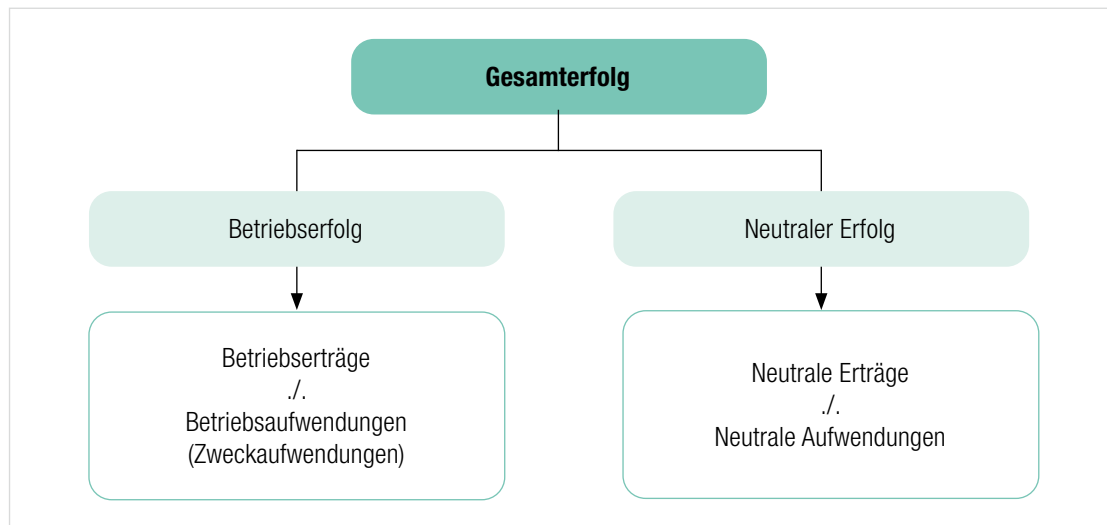 Gesamterfolg
Betriebserfolg
Neutraler Erfolg
Betriebserträge
./.
Betriebsaufwendungen
(Zweckaufwendungen)
Neutrale Erträge
./.
Neutrale Aufwendungen